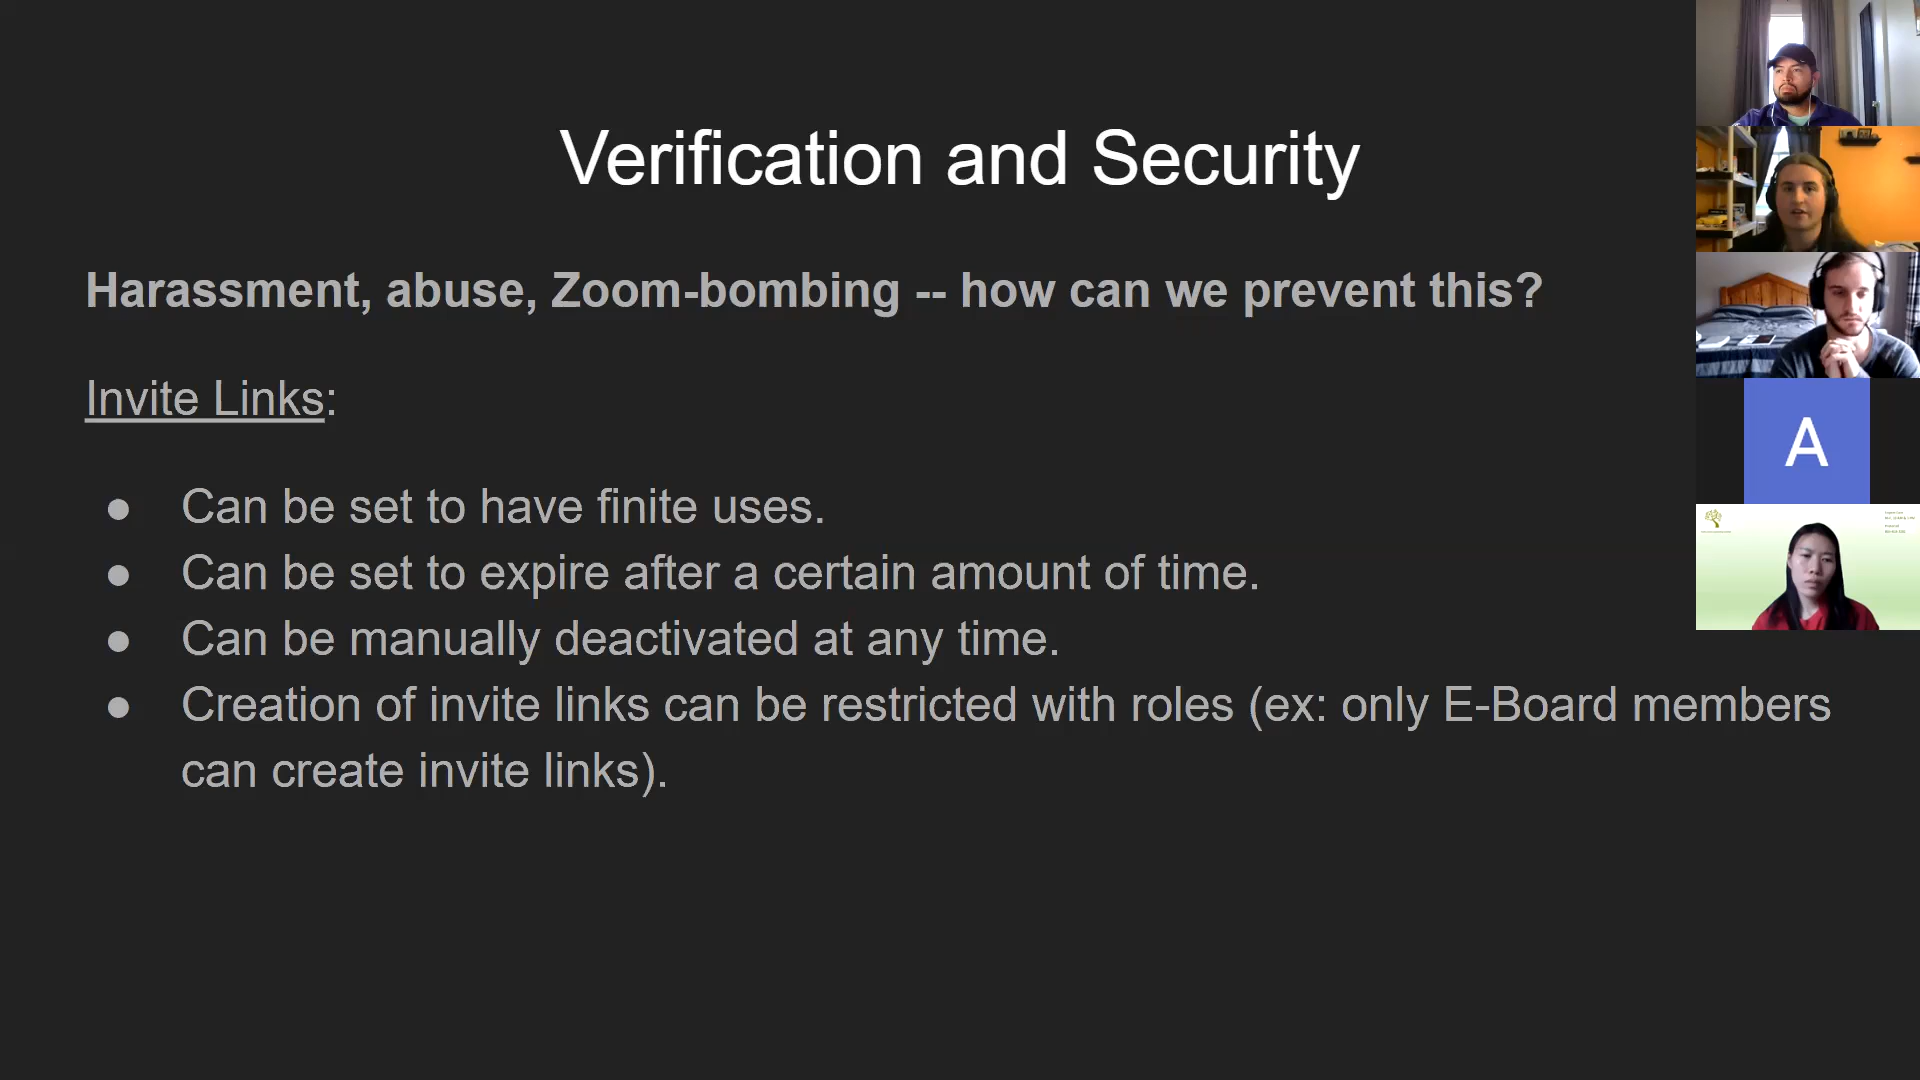 Verification and Security
Harassment, abuse, Zoom-bombing -- how can we prevent this?
Invite Links:
● Can be set to have finite uses.
● Can be set to expire after a certain amount of time.
● Can be manually deactivated at any time.
● Creation of invite links can be restricted with roles (ex: only E-Board members
can create invite links).
A